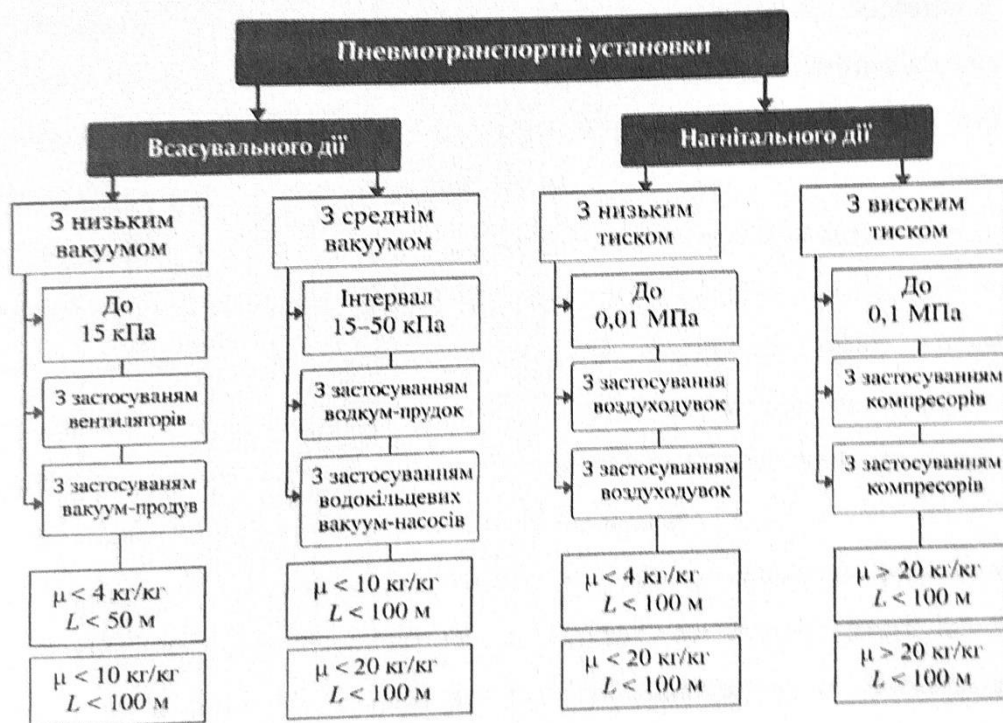 Пневмотранспортні установки
Всасувального дії
Нагнітального дії
З низьким
вакуумом
З среднім
вакуумом
З низьким
тиском
З високим
тиском
До
15 кПа
Інтервал
15–50 кПа
До
0,01 МПа
До
0,1 МПа
З застосуваням
вентиляторів
З застосуванням
водкум-прудок
З застосування
воздуходувок
З застосуванням
компресорів
З застосуваням
вакуум-продув
З застосуванням
водокільцевих
вакуум-насосів
З застосуванням
воздуходувок
З застосуванням
компресорів
μ < 4 кг/кг
L < 50 м
μ < 10 кг/кг
L < 100 м
μ < 4 кг/кг
L < 100 м
μ > 20 кг/кг
L < 100 м
μ < 10 кг/кг
L < 100 м
μ < 20 кг/кг
L < 100 м
μ < 20 кг/кг
L < 100 м
μ > 20 кг/кг
L < 100 м